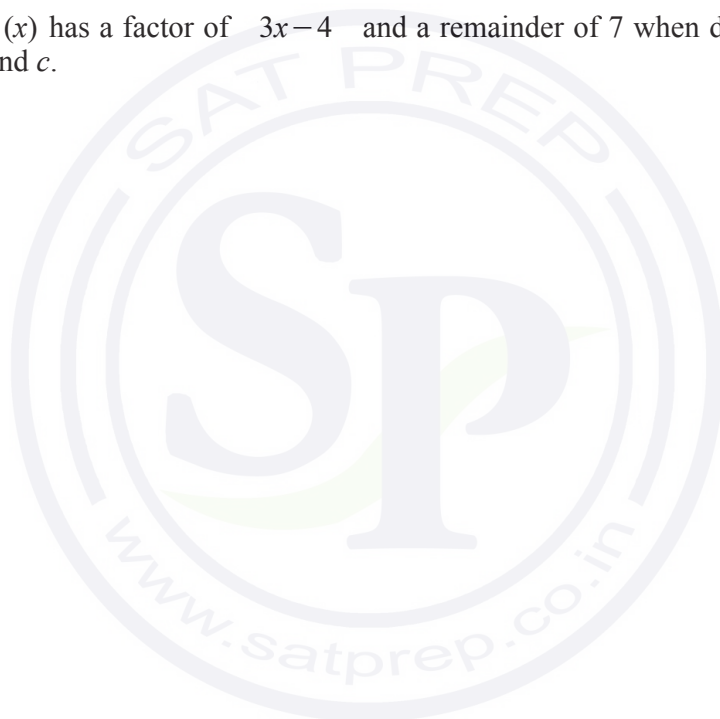 (x) has a factor of 3x−4 and a remainder of 7 when d
nd c.
SAT PREP
SP
www.satprep.co.in